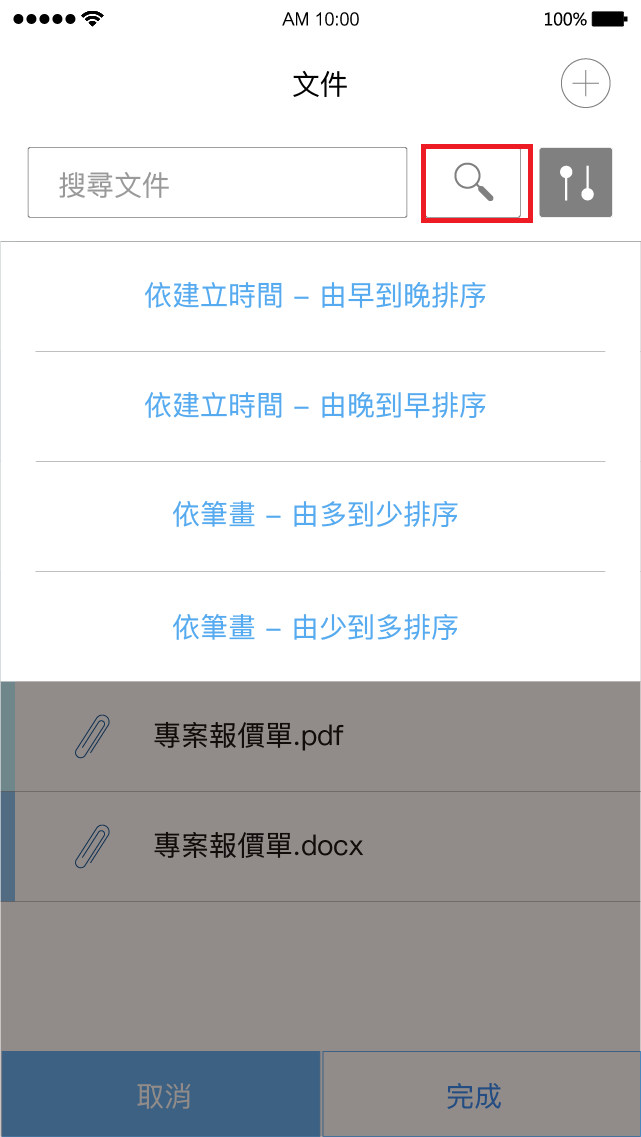 AM 10:00
100%
文件
搜尋文件
依建立時間 – 由早到晚排序
依建立時間 – 由晚到早排序
依筆畫 – 由多到少排序
依筆畫 – 由少到多排序
專案報價單.pdf
專案報價單.docx
取消
完成